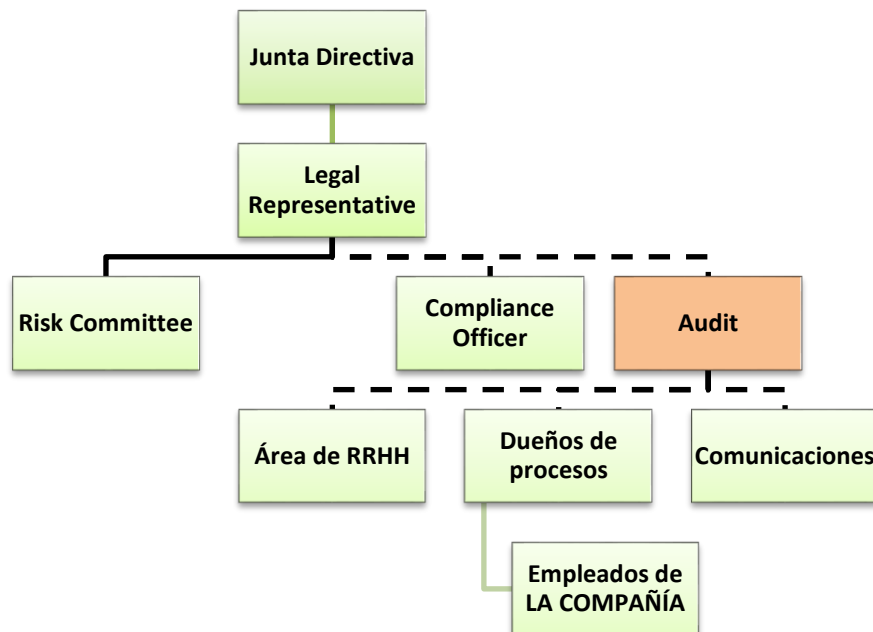 Junta Directiva
Legal
Representative
Risk Committee
Compliance
Officer
Audit
Área de RRHH
Dueños de
procesos
Comunicaciones
Empleados de
LA COMPAÑÍA